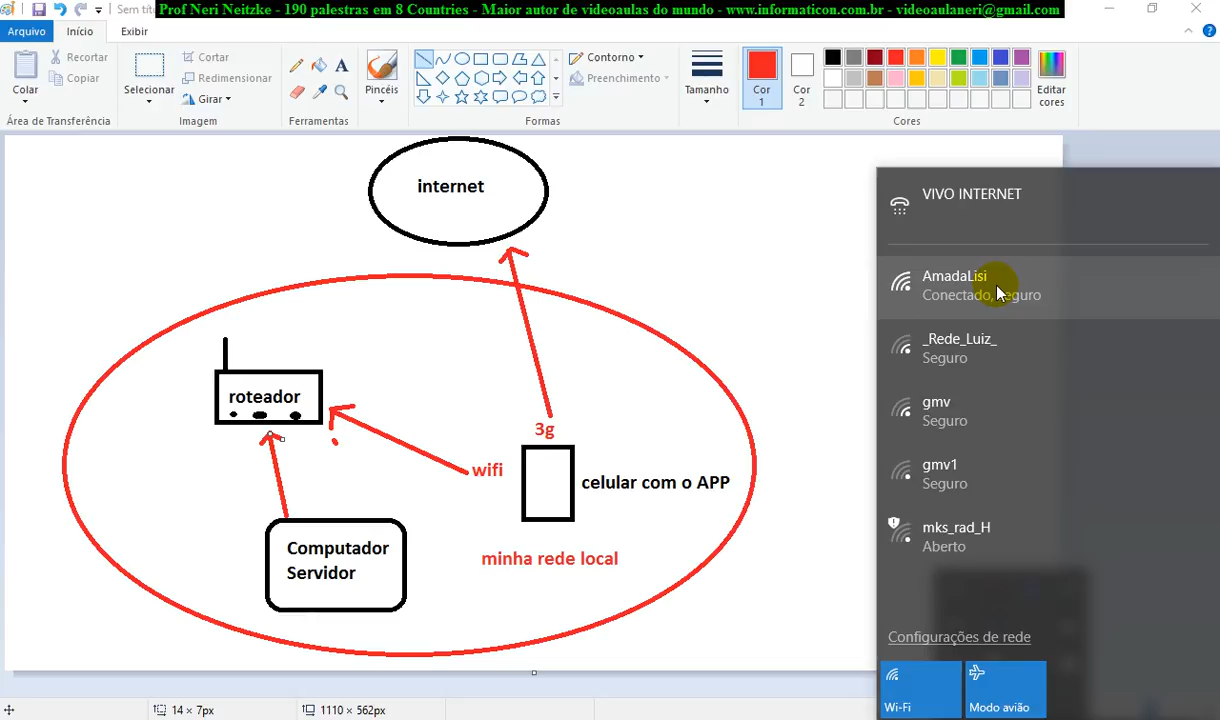 Sem tít
Prof Neri Neitzke - 190 palestras em 8 Countries - Maior autor de videoaulas do mundo - www.informaticon.com.br - videoaulaneri@gmail.com
Arquivo
Início
Exibir
Colar
Recortar
Copiar
Área de Transferência
Selecionar
Cortar
Redimensionar
Girar
Imagem
A
Ferramentas
Pincéis
Contorno
Preenchimento
Formas
Tamanho
Cor
1
Cor
2
Editar
cores
Cores
internet
roteador
wifi
3g
celular com o APP
Computador
Servidor
minha rede local
VIVO INTERNET
AmadaLisi
Conectado, seguro
_Rede_Luiz_
Seguro
gmv
Seguro
gmv1
Seguro
mks_rad_H
Aberto
Configurações de rede
Wi-Fi
Modo avião
14 × 7px
1110 × 562px